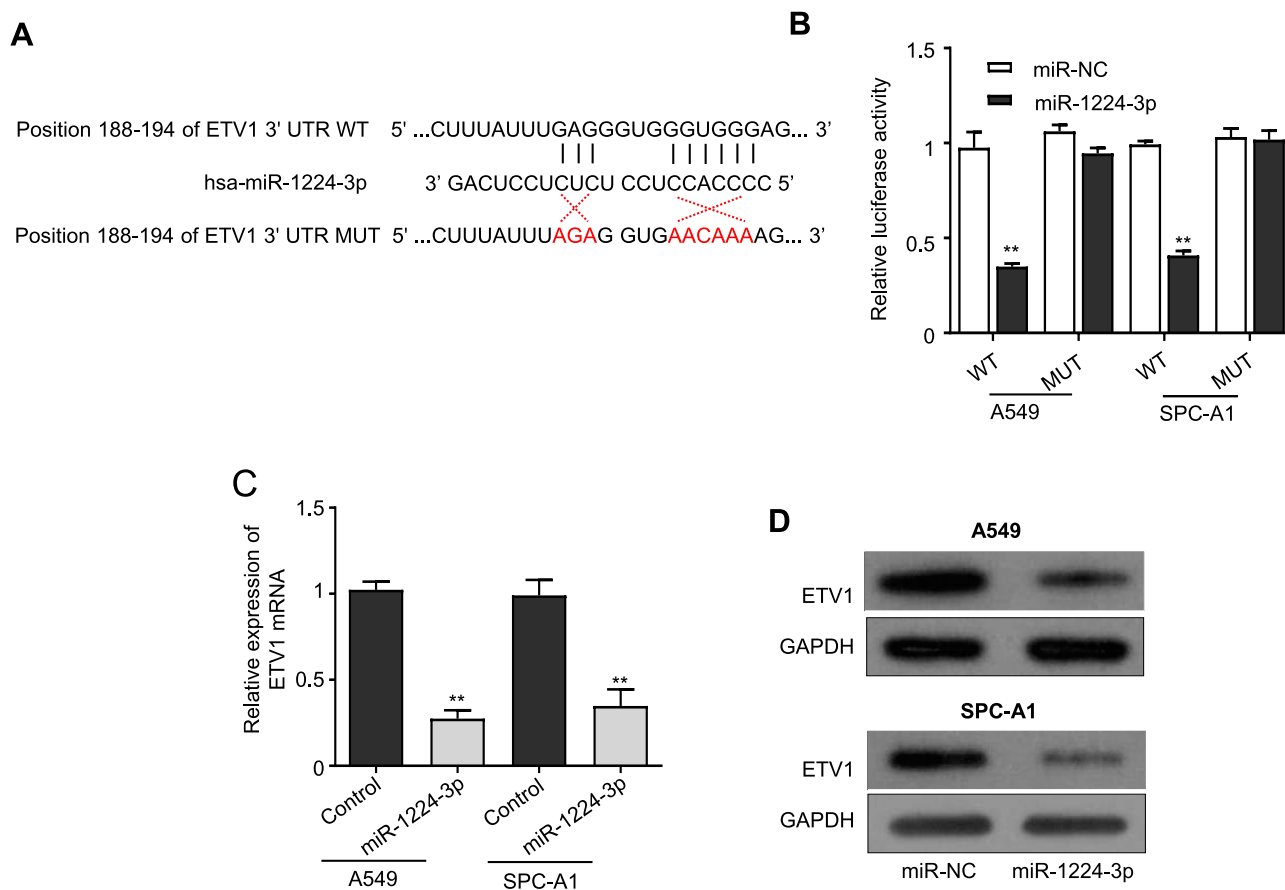 A
Position 188-194 of ETV1 3' UTR WT 5' ...CUUUAUUUGAGGGUGGGUGGGAG... 3'
hsa-miR-1224-3p 3' GACUCCUCUCU CCUCCACCCC 5'
Position 188-194 of ETV1 3' UTR MUT 5' ...CUUUAUUUAGAG GUGAACAAAAG... 3'
B
Relative luciferase activity
1.5
1
0.5
0
miR-NC
miR-1224-3p
**
**
WT
MUT
WT
MUT
A549
SPC-A1
C
Relative expression of
ETV1 mRNA
1.5
1
0.5
0
**
**
Control
miR-1224-3p
Control
miR-1224-3p
A549
SPC-A1
D
A549
ETV1
GAPDH
SPC-A1
ETV1
GAPDH
miR-NC
miR-1224-3p